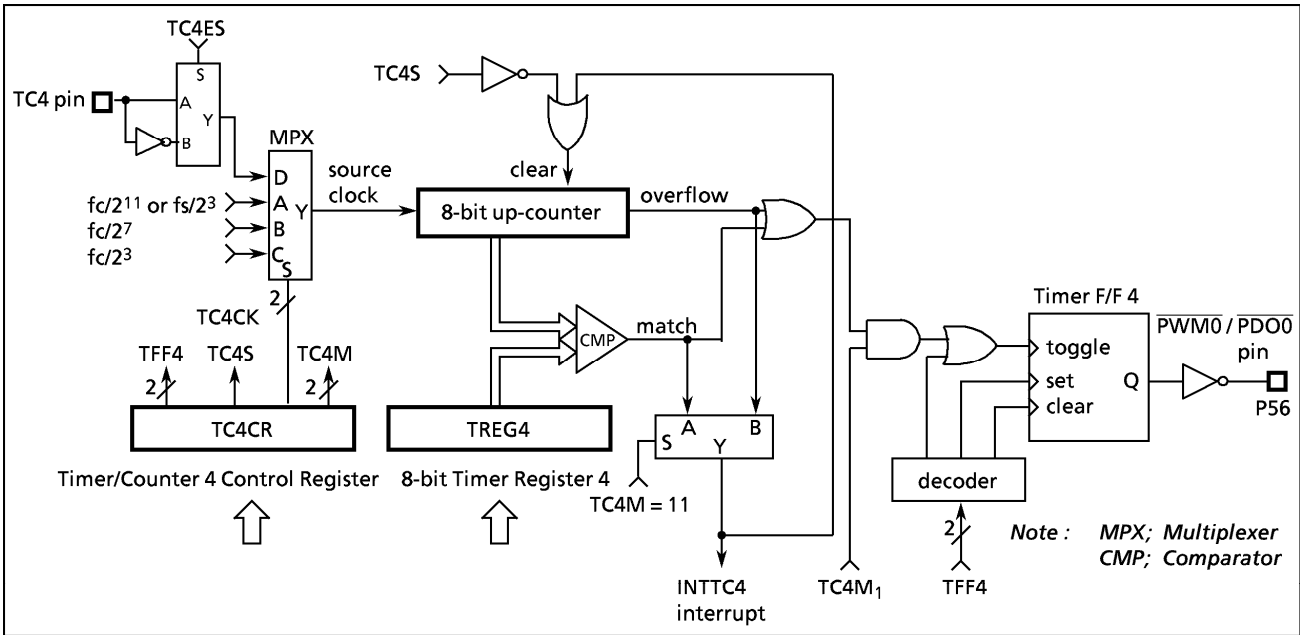 TC4ES
S
TC4 pin
A
Y
B
MPX
D
A
Y
B
C
S
fc/2¹¹ or fs/2³
fc/2⁷
fc/2³
source
clock
TC4S
clear
8-bit up-counter
overflow
2
TC4CK
TFF4
TC4S
TC4M
2
2
TC4CR
Timer/Counter 4 Control Register
CMP
match
TREG4
8-bit Timer Register 4
A
B
S
Y
TC4M = 11
INTTC4
interrupt
TC4M₁
Timer F/F 4
toggle
set
Q
clear
P̅W̅M̅0̅ / P̅D̅O̅0̅
pin
P56
decoder
2
TFF4
Note : MPX; Multiplexer
CMP; Comparator